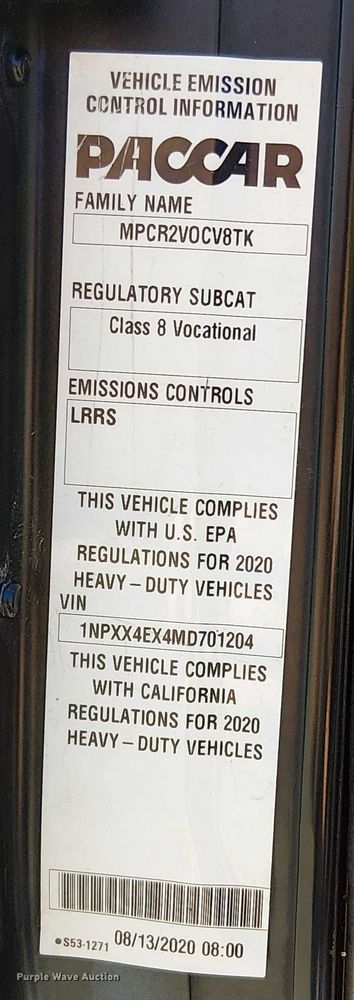 VEHICLE EMISSION
CONTROL INFORMATION
PACCAR
FAMILY NAME
MPCR2VOCV8TK
REGULATORY SUBCAT
Class 8 Vocational
EMISSIONS CONTROLS
LRRS
THIS VEHICLE COMPLIES
WITH U.S. EPA
REGULATIONS FOR 2020
HEAVY – DUTY VEHICLES
VIN
1NPXX4EX4MD701204
THIS VEHICLE COMPLIES
WITH CALIFORNIA
REGULATIONS FOR 2020
HEAVY – DUTY VEHICLES
● S53-1271 08/13/2020 08:00
Purple Wave Auction